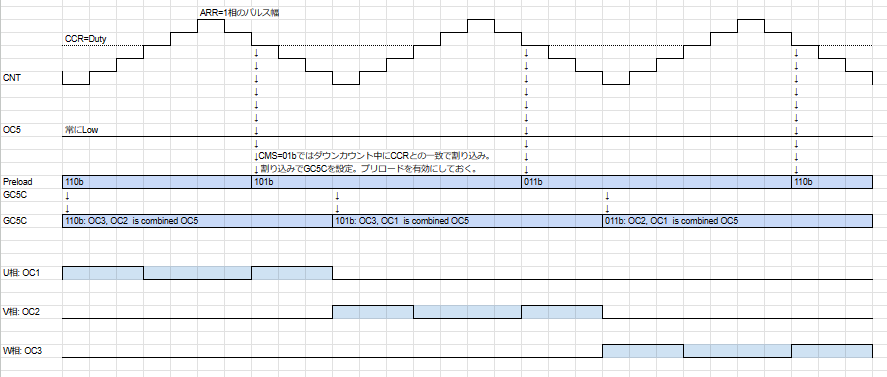 ARR=1相のパルス幅
CCR=Duty
CNT
OC5
常にLow
↓CMS=01bではダウンカウント中にCCRとの一致で割り込み。
↓ 割り込みでGC5Cを設定。プリロードを有効にしておく。
Preload
110b
101b
011b
110b
GC5C
GC5C
110b: OC3, OC2 is combined OC5
101b: OC3, OC1 is combined OC5
011b: OC2, OC1 is combined OC5
U相: OC1
V相: OC2
W相: OC3